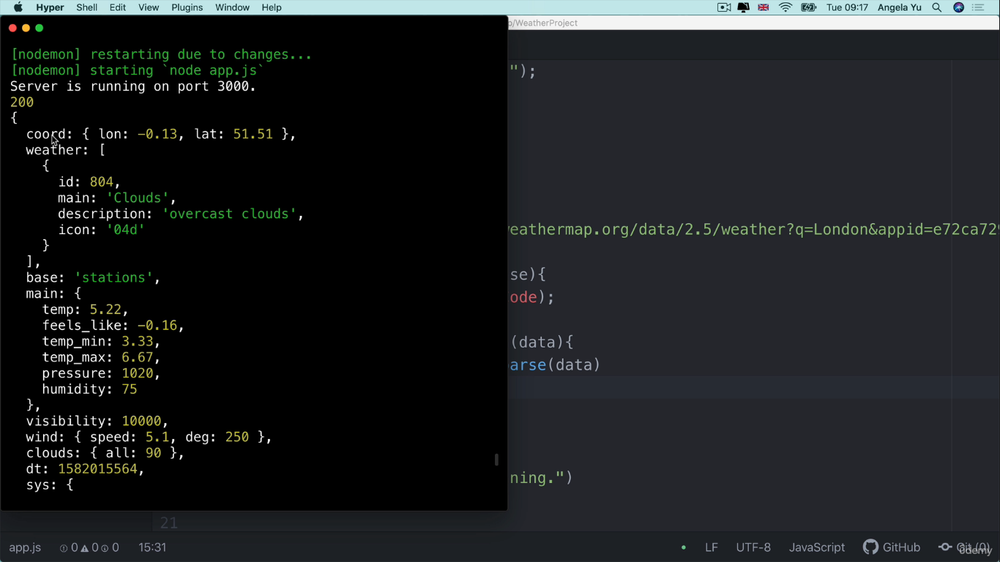 Hyper Shell Edit View Plugins Window Help Tue 09:17 Angela Yu
p/WeatherProject
[nodemon] restarting due to changes...
[nodemon] starting `node app.js`
Server is running on port 3000.
200
{
coord: { lon: -0.13, lat: 51.51 },
weather: [
{
id: 804,
main: 'Clouds',
description: 'overcast clouds',
icon: '04d'
}
],
base: 'stations',
main: {
temp: 5.22,
feels_like: -0.16,
temp_min: 3.33,
temp_max: 6.67,
pressure: 1020,
humidity: 75
},
visibility: 10000,
wind: { speed: 5.1, deg: 250 },
clouds: { all: 90 },
dt: 1582015564,
sys: {
");
eathermap.org/data/2.5/weather?q=London&appid=e72ca729
se){
ode);
(data){
arse(data)
ning.")
21
app.js 0 0 0 15:31 LF UTF-8 JavaScript GitHub Git (0)
ûdemy